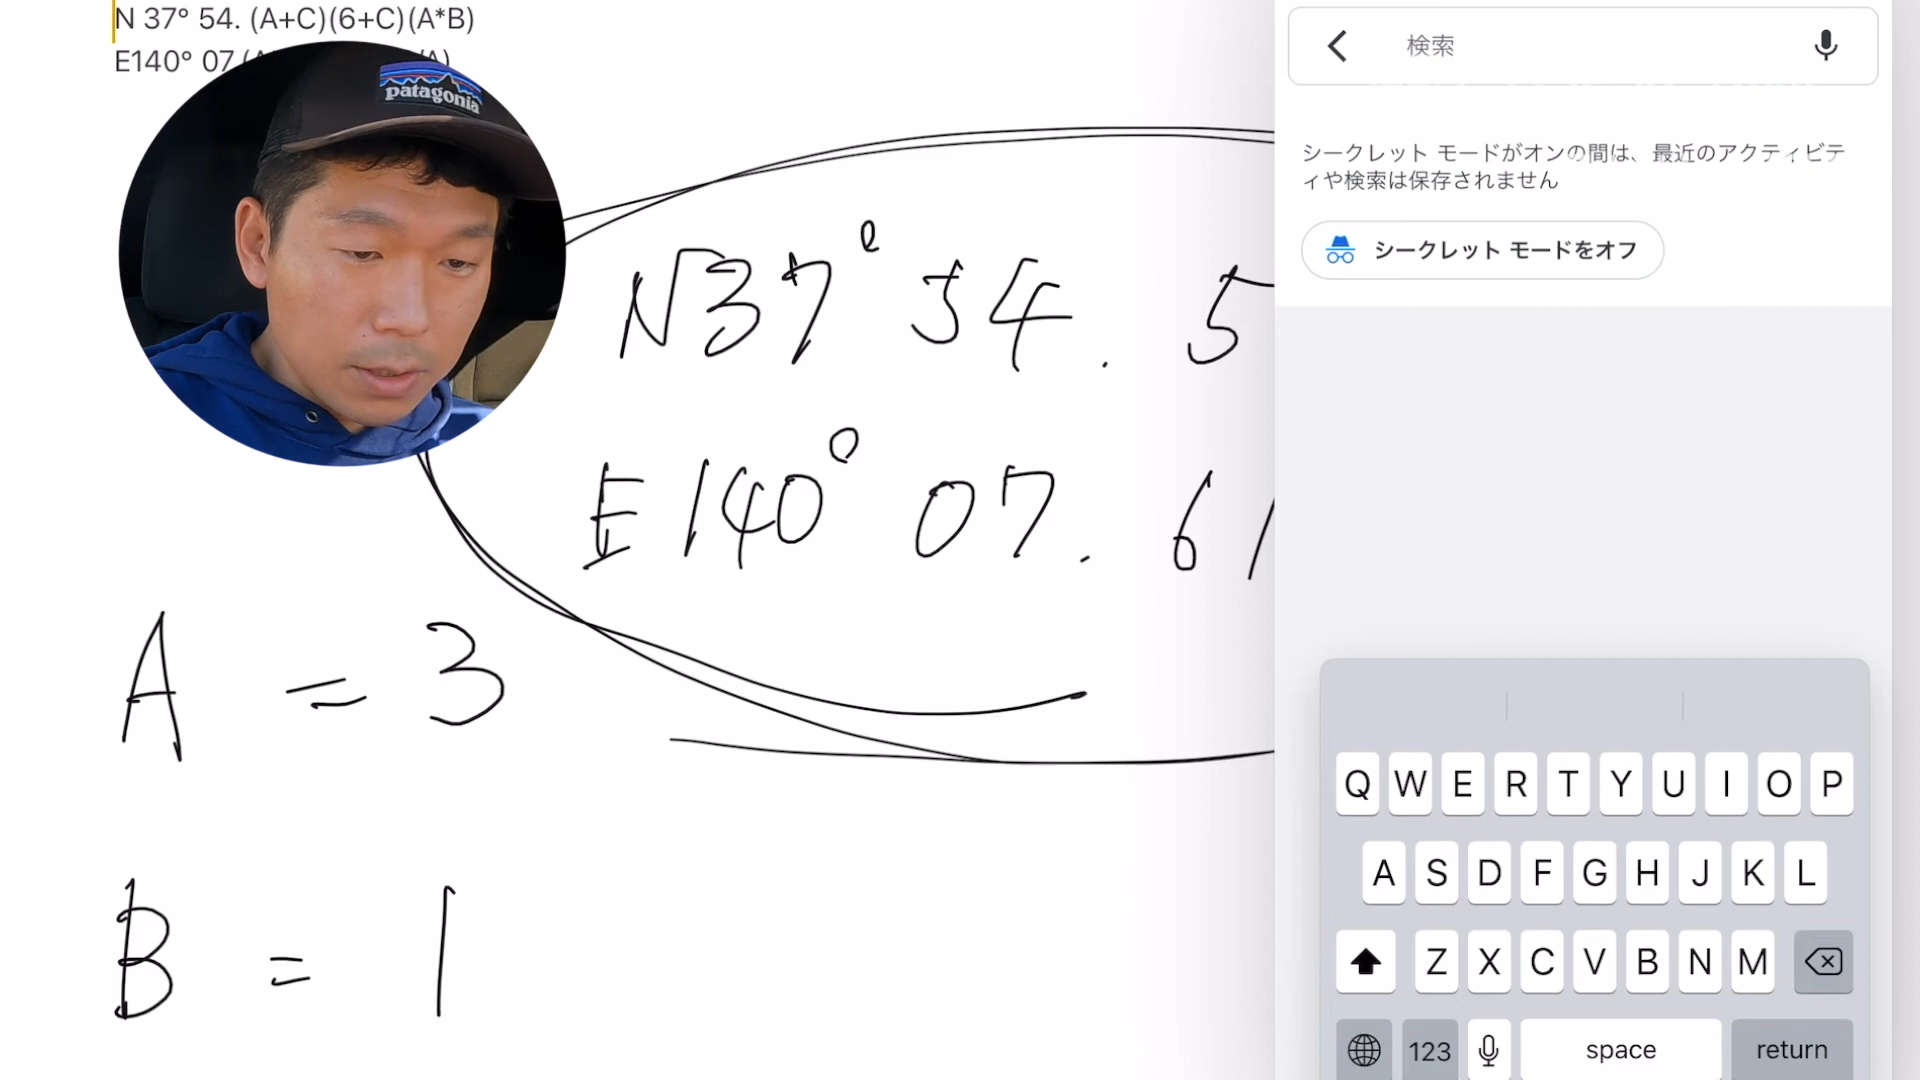 N 37° 54. (A+C)(6+C)(A*B)
E140° 07.
patagonia
N37° 54. 5
E 140° 07. 61
A = 3
B = 1
検索
シークレット モードがオンの間は、最近のアクティビテ
ィや検索は保存されません
シークレット モードをオフ
Q W E R T Y U I O P
A S D F G H J K L
Z X C V B N M
123 space return